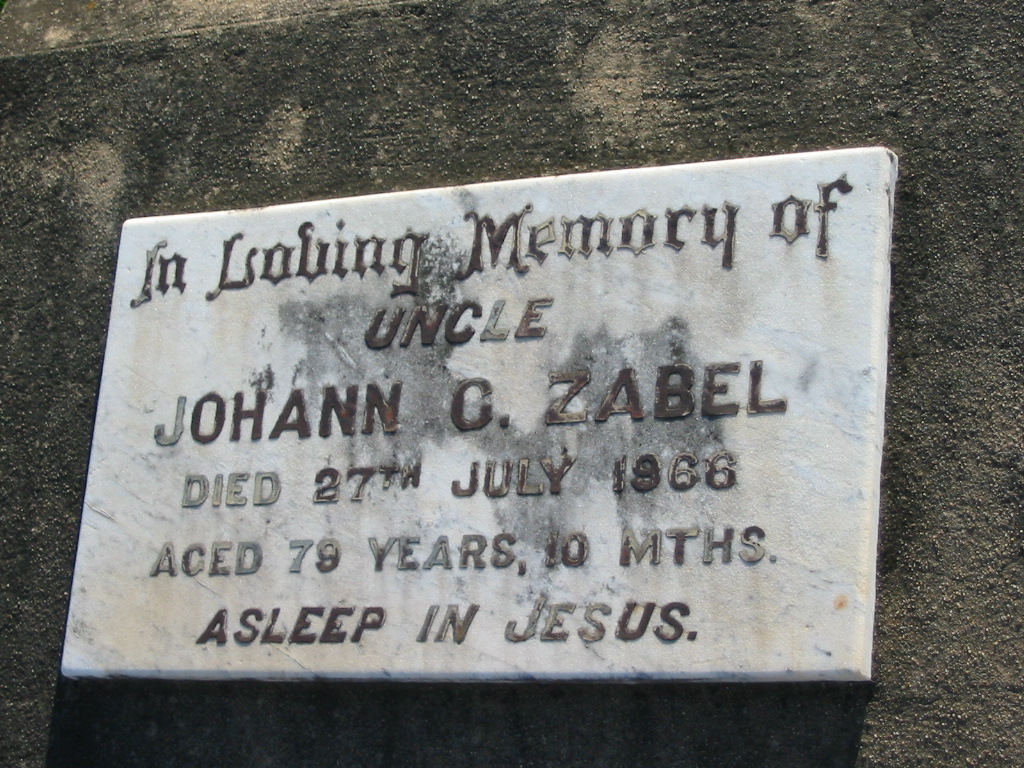 In Loving Memory of
UNCLE
JOHANN G. ZABEL
DIED 27TH JULY 1966
AGED 79 YEARS, 10 MTHS.
ASLEEP IN JESUS.